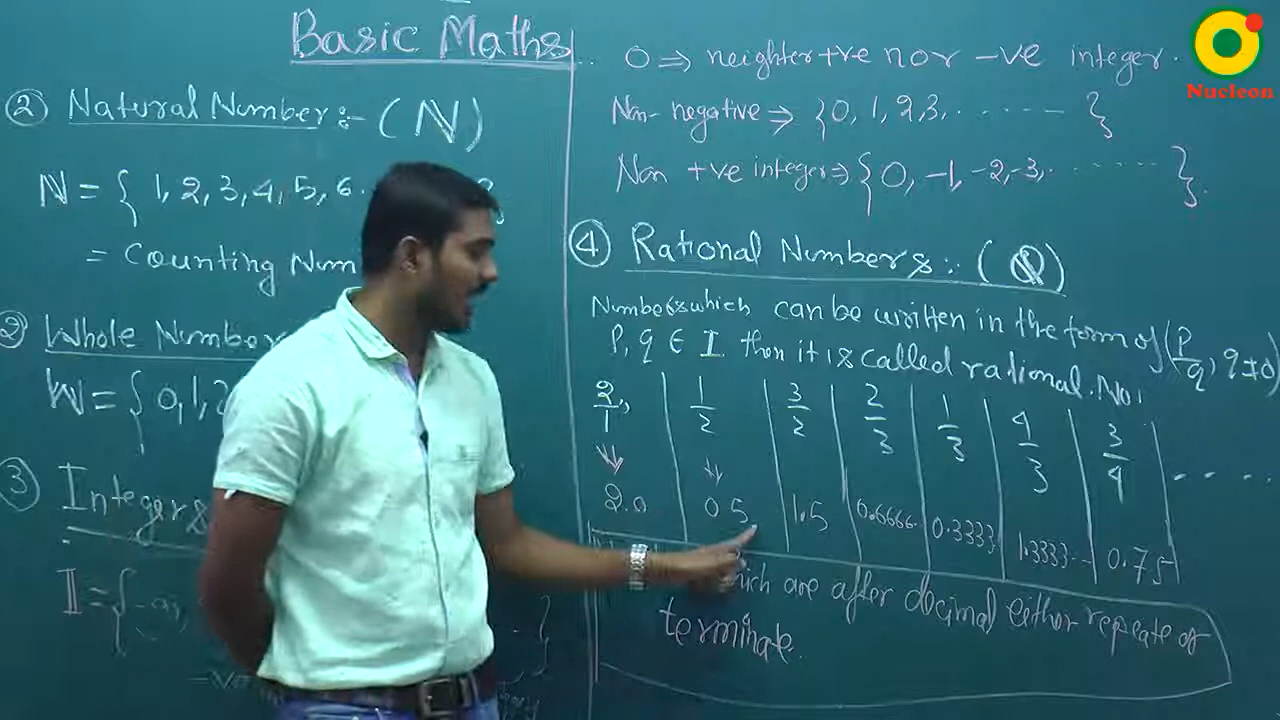 Basic Maths
② Natural Number :- (N)
N = { 1, 2, 3, 4, 5, 6 .
= Counting Num
② Whole Number
W = { 0, 1, 2
③ Integers
I = { -∞,
-ve
}
0 ⇒ neighter +ve nor -ve integer.
Non-negative ⇒ {0, 1, 2, 3, ........ }
Non +ve integer ⇒ {0, -1, -2, -3, ....... }.
④ Rational Numbers :- (Q)
Numbers which can be written in the form of (P/q, q≠0)
P, q ∈ I then it is called rational. No.
2/1, 1/2 3/2 2/3 1/3 4/3 3/4 ....
2.0 0.5 1.5 0.6666. 0.3333 1.3333-- 0.75
which are after decimal either repeate or
terminate.
Nucleon